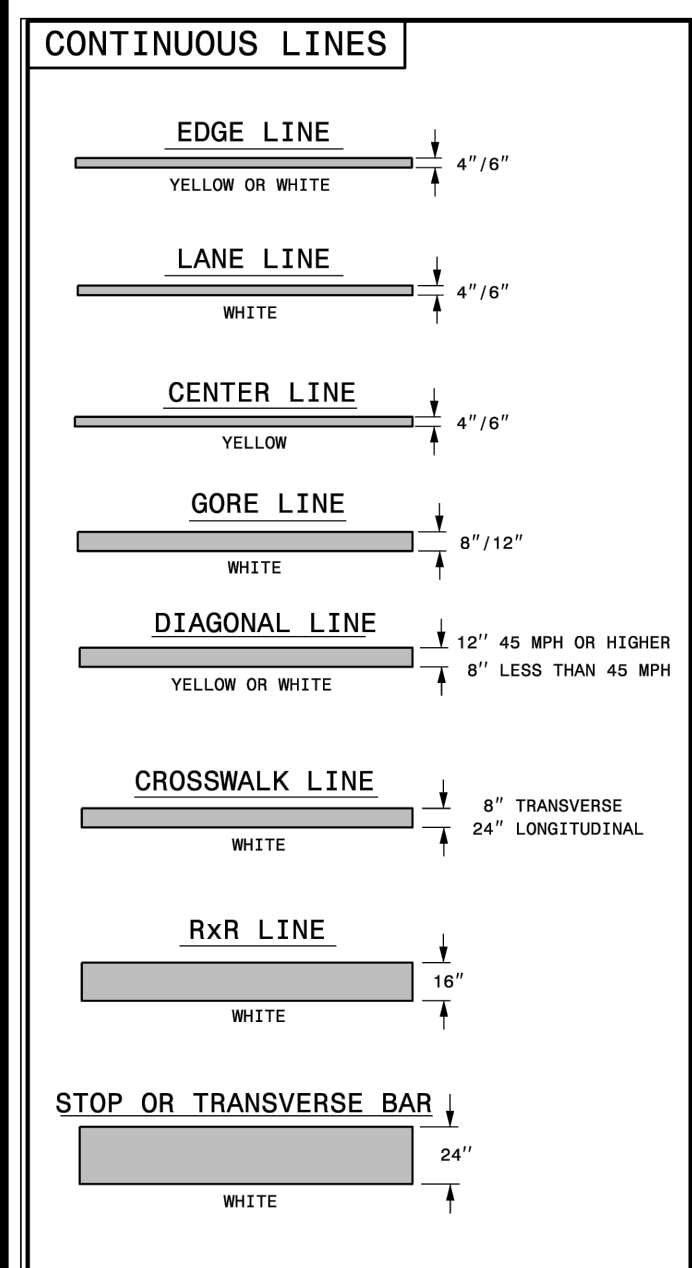 CONTINUOUS LINES
EDGE LINE
4"/6"
YELLOW OR WHITE
LANE LINE
4"/6"
WHITE
CENTER LINE
4"/6"
YELLOW
GORE LINE
8"/12"
WHITE
DIAGONAL LINE
12'' 45 MPH OR HIGHER
8'' LESS THAN 45 MPH
YELLOW OR WHITE
CROSSWALK LINE
8" TRANSVERSE
24" LONGITUDINAL
WHITE
RxR LINE
16"
WHITE
STOP OR TRANSVERSE BAR
24''
WHITE